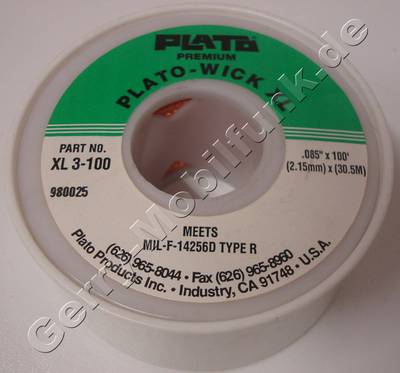 PLATO
PREMIUM
PLATO-WICK XL
PART NO.
XL 3-100
980025
.085" x 100'
(2.15mm) x (30.5M)
MEETS
MIL-F-14256D TYPE R
(626) 965-8044 • Fax (626) 965-8960
Plato Products Inc. • Industry, CA 91748 • U.S.A.
Gerry-Mobilfunk.de